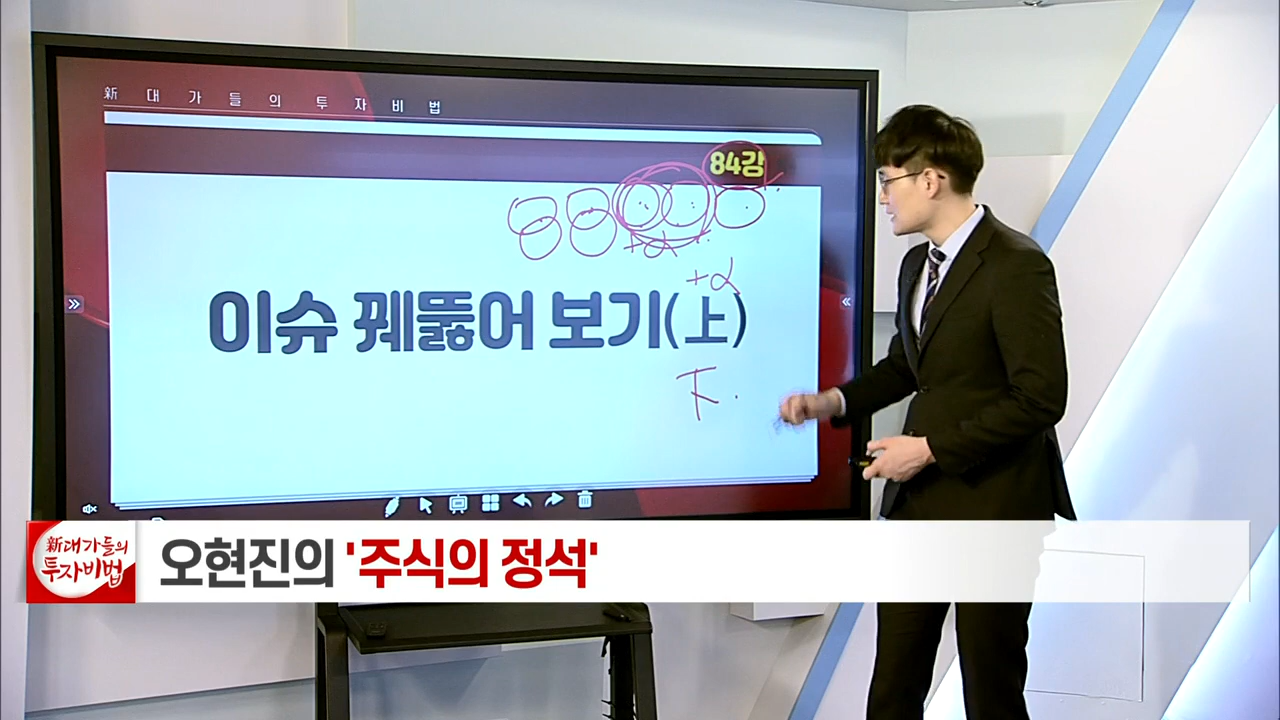 新 대 가 들 의 투 자 비 법
84강
+α
+α
이슈 꿰뚫어 보기(上)
下
新대가들의
투자비법
오현진의 '주식의 정석'